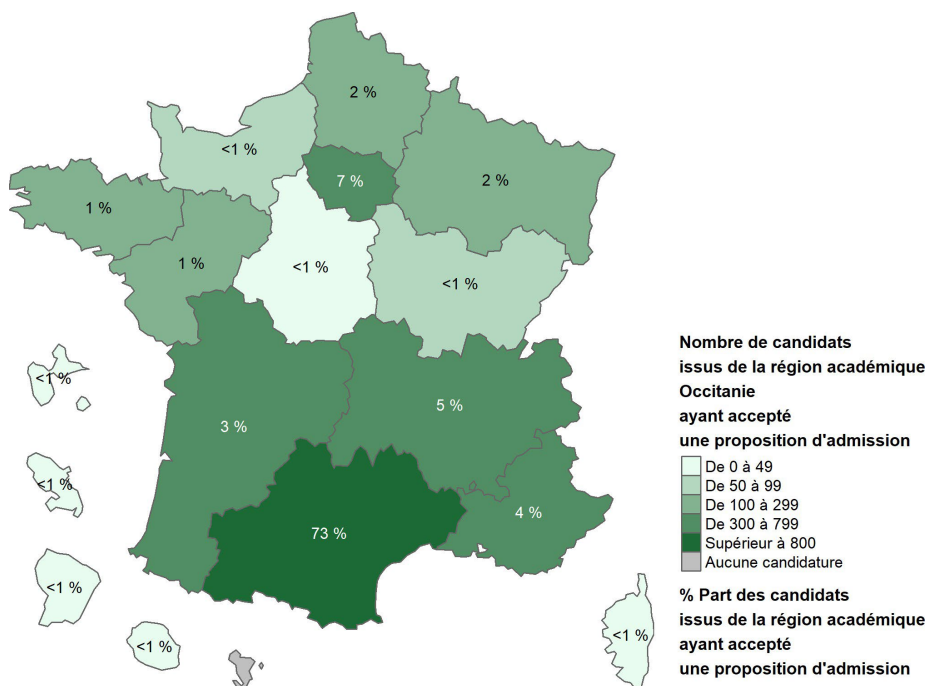 2 %
<1 %
7 %
2 %
1 %
1 %
<1 %
<1 %
<1 %
5 %
3 %
<1 %
4 %
73 %
<1 %
<1 %
<1 %
Nombre de candidats
issus de la région académique
Occitanie
ayant accepté
une proposition d'admission
De 0 à 49
De 50 à 99
De 100 à 299
De 300 à 799
Supérieur à 800
Aucune candidature
% Part des candidats
issus de la région académique
ayant accepté
une proposition d'admission